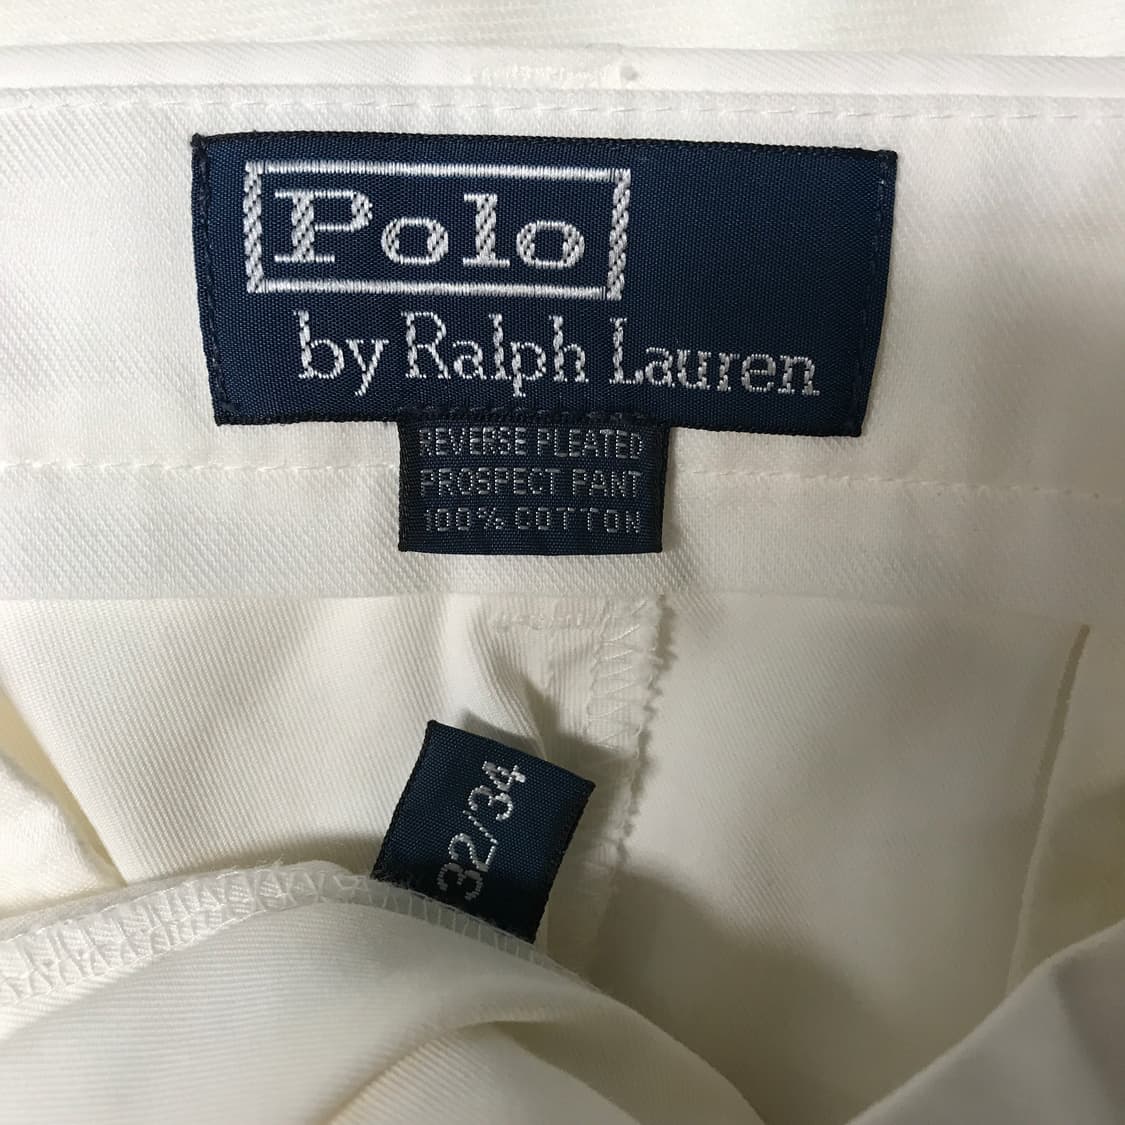 Polo
by Ralph Lauren
REVERSE PLEATED
PROSPECT PANT
100% COTTON
32/34